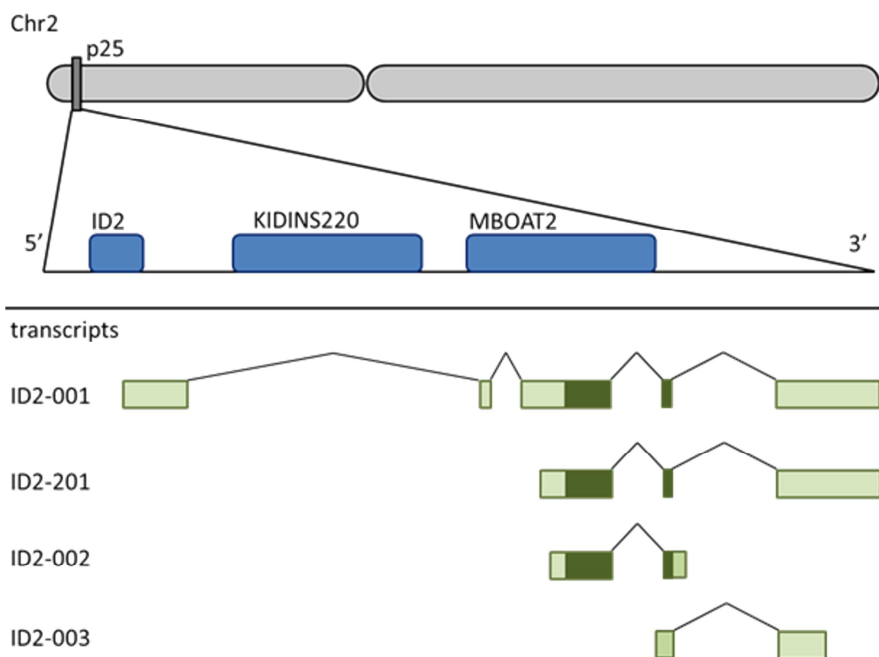 Chr2
p25
ID2 KIDINS220 MBOAT2
5’ 3’
transcripts
ID2-001
ID2-201
ID2-002
ID2-003